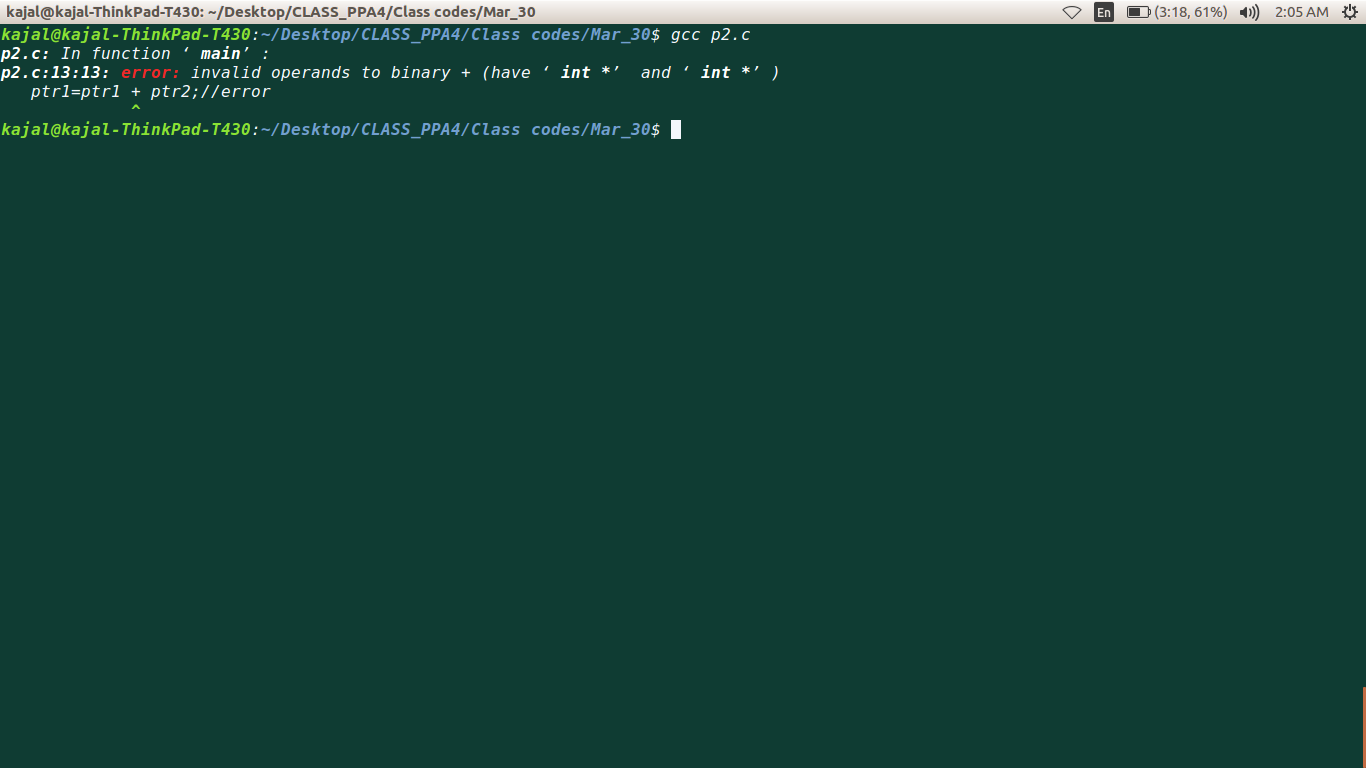 kajal@kajal-ThinkPad-T430: ~/Desktop/CLASS_PPA4/Class codes/Mar_30 En (3:18, 61%) 2:05 AM
kajal@kajal-ThinkPad-T430:~/Desktop/CLASS_PPA4/Class codes/Mar_30$ gcc p2.c
p2.c: In function ‘ main’ :
p2.c:13:13: error: invalid operands to binary + (have ‘ int *’  and ‘ int *’ )
   ptr1=ptr1 + ptr2;//error
             ^
kajal@kajal-ThinkPad-T430:~/Desktop/CLASS_PPA4/Class codes/Mar_30$